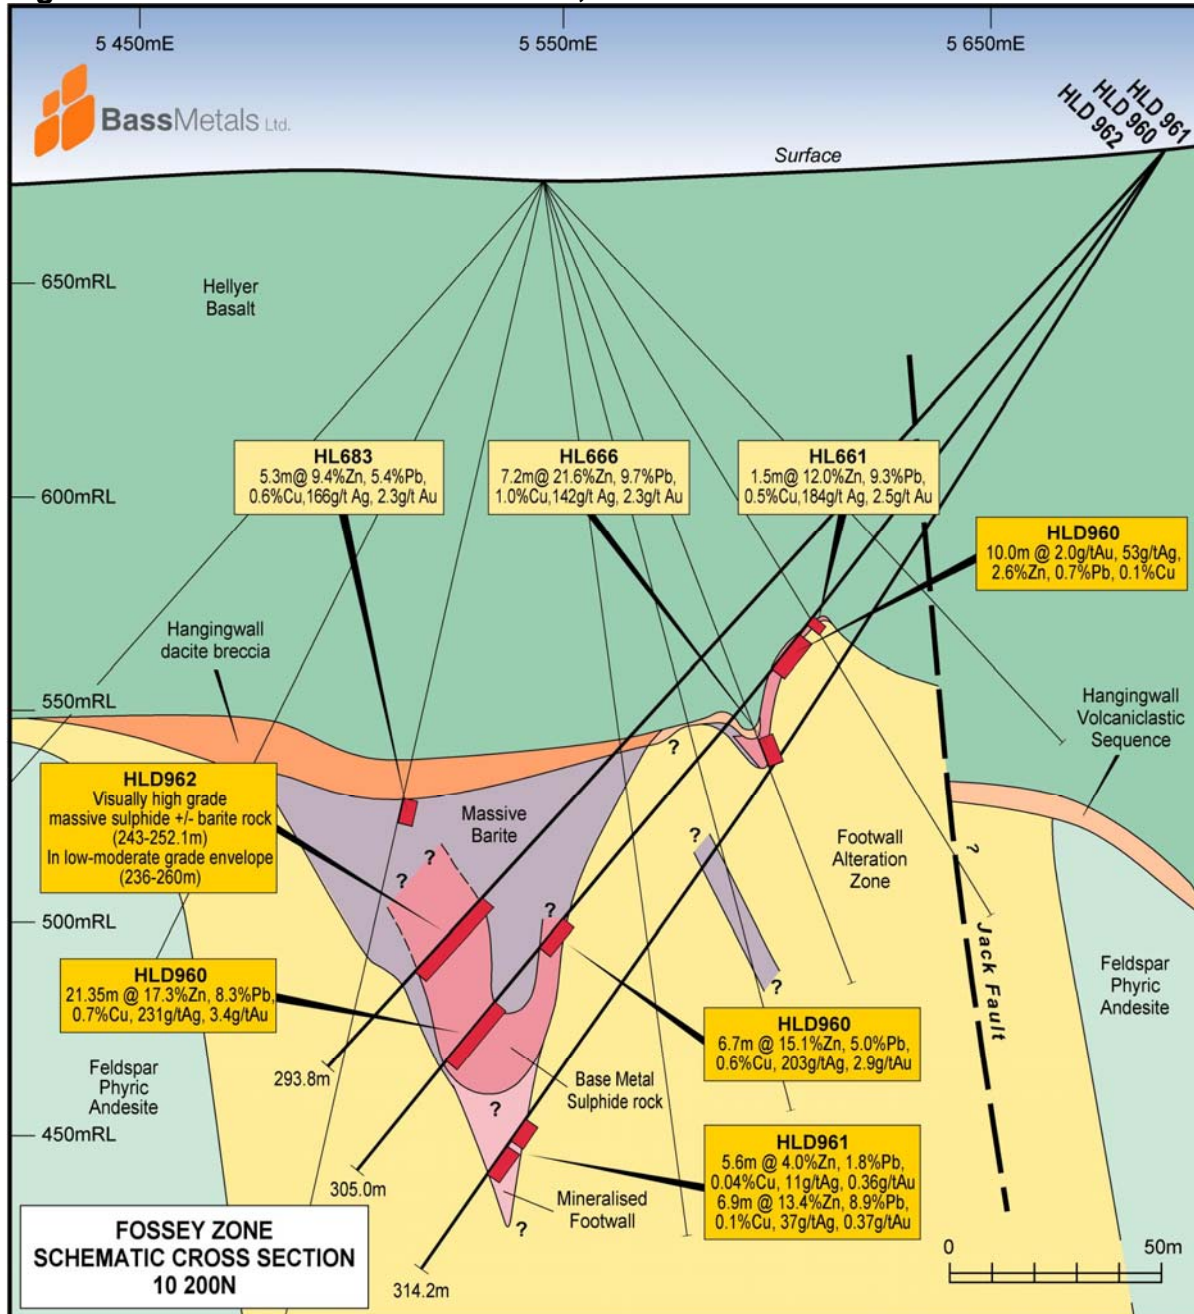 5 450mE
5 550mE
5 650mE
BassMetals Ltd.
HLD 962
HLD 960
HLD 961
Surface
650mRL
Hellyer
Basalt
600mRL
HL683
5.3m@ 9.4%Zn, 5.4%Pb,
0.6%Cu,166g/t Ag, 2.3g/t Au
HL666
7.2m@ 21.6%Zn, 9.7%Pb,
1.0%Cu,142g/t Ag, 2.3g/t Au
HL661
1.5m@ 12.0%Zn, 9.3%Pb,
0.5%Cu,184g/t Ag, 2.5g/t Au
HLD960
10.0m @ 2.0g/tAu, 53g/tAg,
2.6%Zn, 0.7%Pb, 0.1%Cu
Hangingwall
dacite breccia
550mRL
Hangingwall
Volcaniclastic
Sequence
?
HLD962
Visually high grade
massive sulphide +/- barite rock
(243-252.1m)
In low-moderate grade envelope
(236-260m)
Massive
Barite
?
?
?
?
Footwall
Alteration
Zone
?
500mRL
Jack Fault
HLD960
21.35m @ 17.3%Zn, 8.3%Pb,
0.7%Cu, 231g/tAg, 3.4g/tAu
?
Feldspar
Phyric
Andesite
HLD960
6.7m @ 15.1%Zn, 5.0%Pb,
0.6%Cu, 203g/tAg, 2.9g/tAu
293.8m
Feldspar
Phyric
Andesite
Base Metal
Sulphide rock
?
450mRL
HLD961
5.6m @ 4.0%Zn, 1.8%Pb,
0.04%Cu, 11g/tAg, 0.36g/tAu
6.9m @ 13.4%Zn, 8.9%Pb,
0.1%Cu, 37g/tAg, 0.37g/tAu
305.0m
Mineralised
Footwall
?
314.2m
FOSSEY ZONE
SCHEMATIC CROSS SECTION
10 200N
0
50m